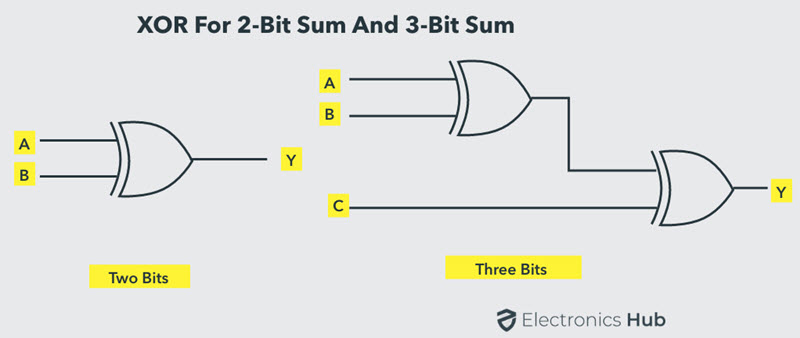 XOR For 2-Bit Sum And 3-Bit Sum
A
B
Y
Two Bits
A
B
C
Y
Three Bits
Electronics Hub